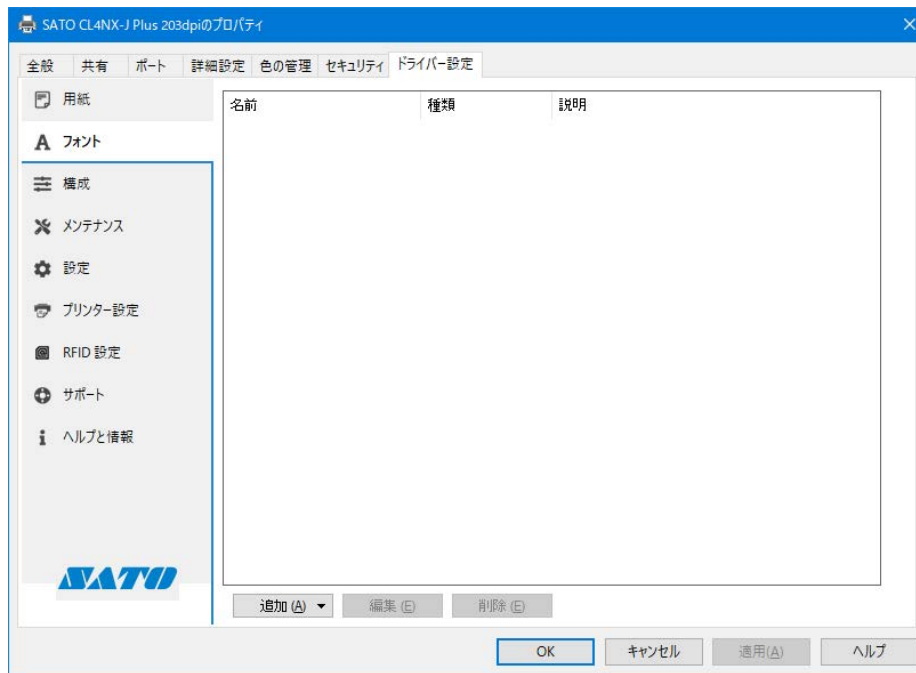 SATO CL4NX-J Plus 203dpiのプロパティ
全般 共有 ポート 詳細設定 色の管理 セキュリティ ドライバー設定
用紙
フォント
構成
メンテナンス
設定
プリンター設定
RFID 設定
サポート
ヘルプと情報
SATO
名前 種類 説明
追加 (A) 編集 (E) 削除 (E)
OK キャンセル 適用(A) ヘルプ